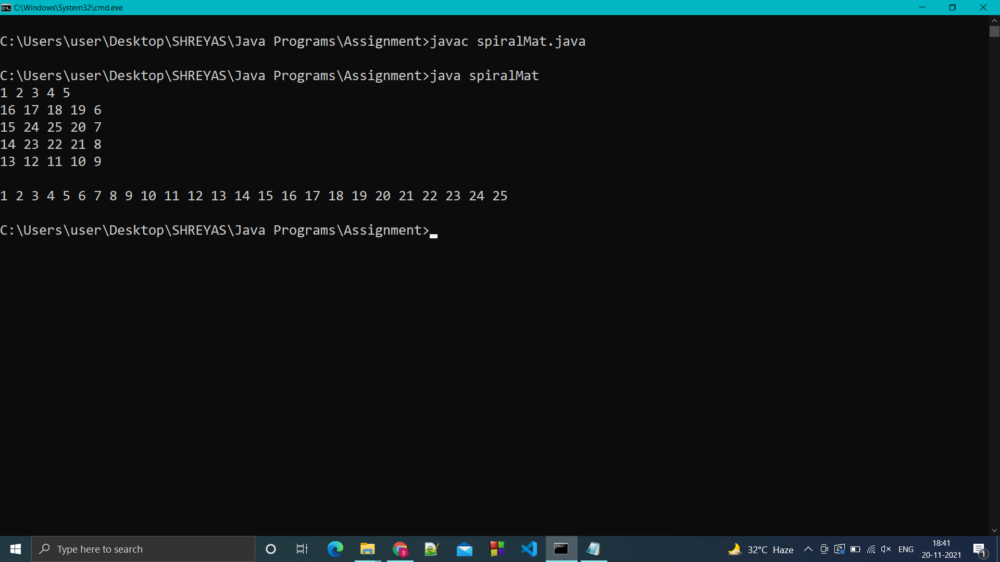 C:\Windows\System32\cmd.exe
C:\Users\user\Desktop\SHREYAS\Java Programs\Assignment>javac spiralMat.java
C:\Users\user\Desktop\SHREYAS\Java Programs\Assignment>java spiralMat
1 2 3 4 5
16 17 18 19 6
15 24 25 20 7
14 23 22 21 8
13 12 11 10 9
1 2 3 4 5 6 7 8 9 10 11 12 13 14 15 16 17 18 19 20 21 22 23 24 25
C:\Users\user\Desktop\SHREYAS\Java Programs\Assignment>
Type here to search
S
32°C Haze
ENG
18:41
20-11-2021
1